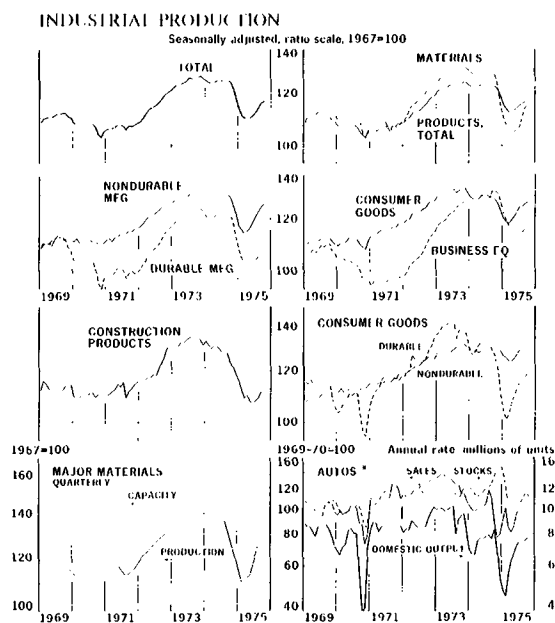 INDUSTRIAL PRODUCTION
Seasonally adjusted, ratio scale, 1967=100
TOTAL
140
120
100
MATERIALS
PRODUCTS,
TOTAL
NONDURABLE
MFG
DURABLE MFG
140
120
100
CONSUMER
GOODS
BUSINESS EQ
1969 1971 1973 1975
1969 1971 1973 1975
CONSTRUCTION
PRODUCTS
140
120
100
CONSUMER GOODS
DURABLE
NONDURABLE
1967=100
1969-70=100 Annual rate, millions of units
MAJOR MATERIALS
QUARTERLY
CAPACITY
PRODUCTION
160
140
120
100
AUTOS *
SALES STOCKS
DOMESTIC OUTPUT
160
120
100
80
60
40
16
12
10
8
6
4
1969 1971 1973 1975
1969 1971 1973 1975